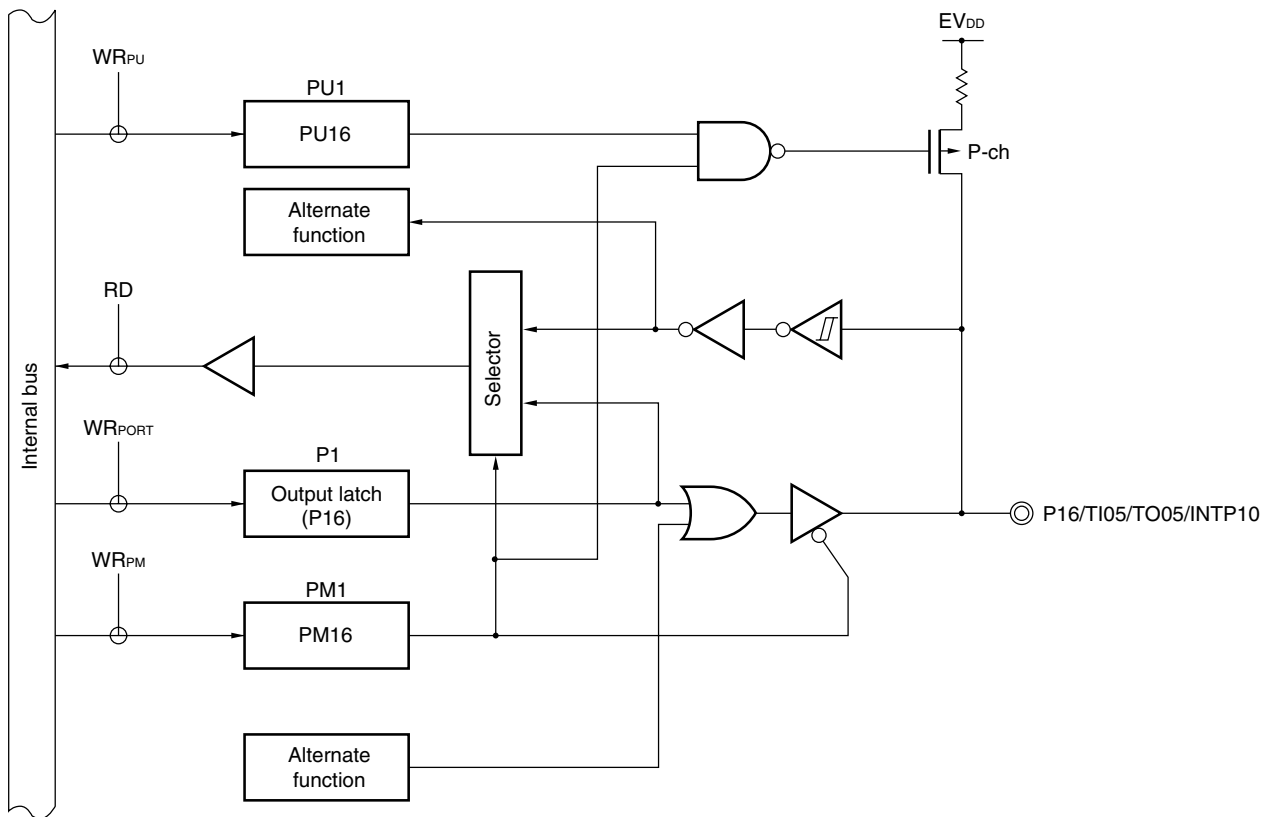 EVDD
WRPU
PU1
PU16
P-ch
Alternate
function
RD
Selector
Internal bus
WRPORT
P1
Output latch
(P16)
P16/TI05/TO05/INTP10
WRPM
PM1
PM16
Alternate
function